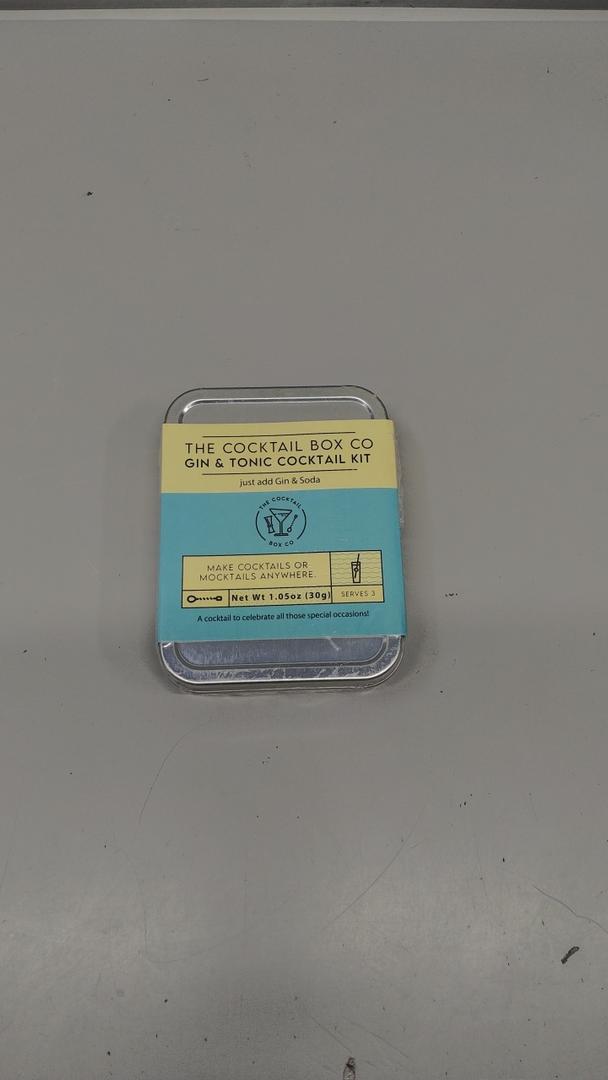 THE COCKTAIL BOX CO
GIN & TONIC COCKTAIL KIT
just add Gin & Soda
THE COCKTAIL
BOX CO
MAKE COCKTAILS OR
MOCKTAILS ANYWHERE.
Net Wt 1.05oz (30g)
SERVES 3
A cocktail to celebrate all those special occasions!